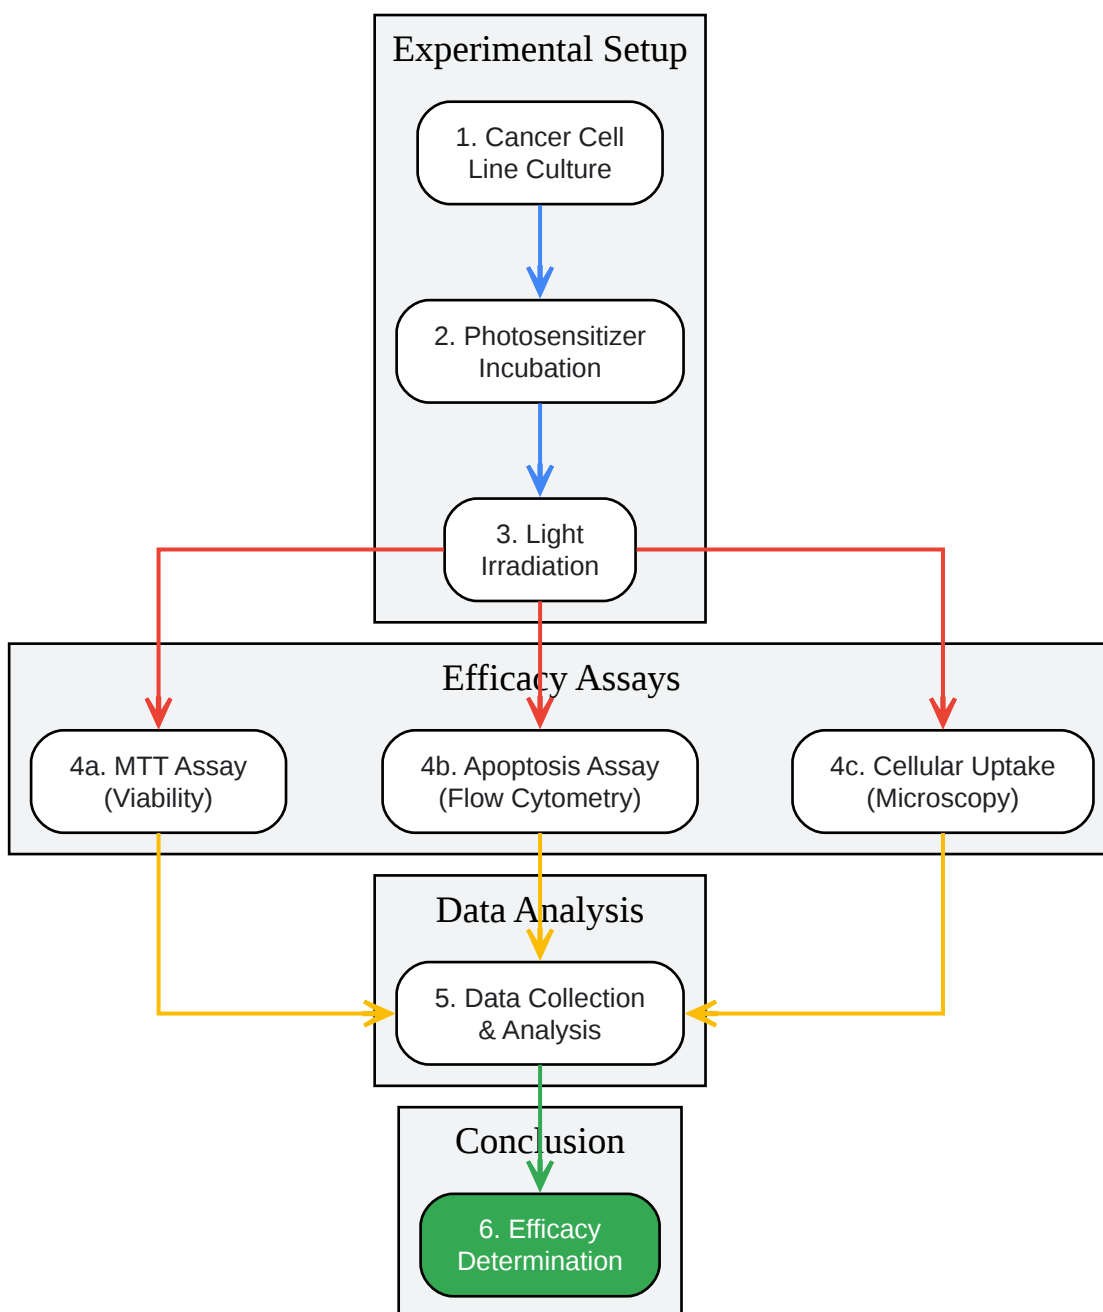 Experimental Setup
1. Cancer Cell
Line Culture
2. Photosensitizer
Incubation
3. Light
Irradiation
Efficacy Assays
4a. MTT Assay
(Viability)
4b. Apoptosis Assay
(Flow Cytometry)
4c. Cellular Uptake
(Microscopy)
Data Analysis
5. Data Collection
& Analysis
Conclusion
6. Efficacy
Determination